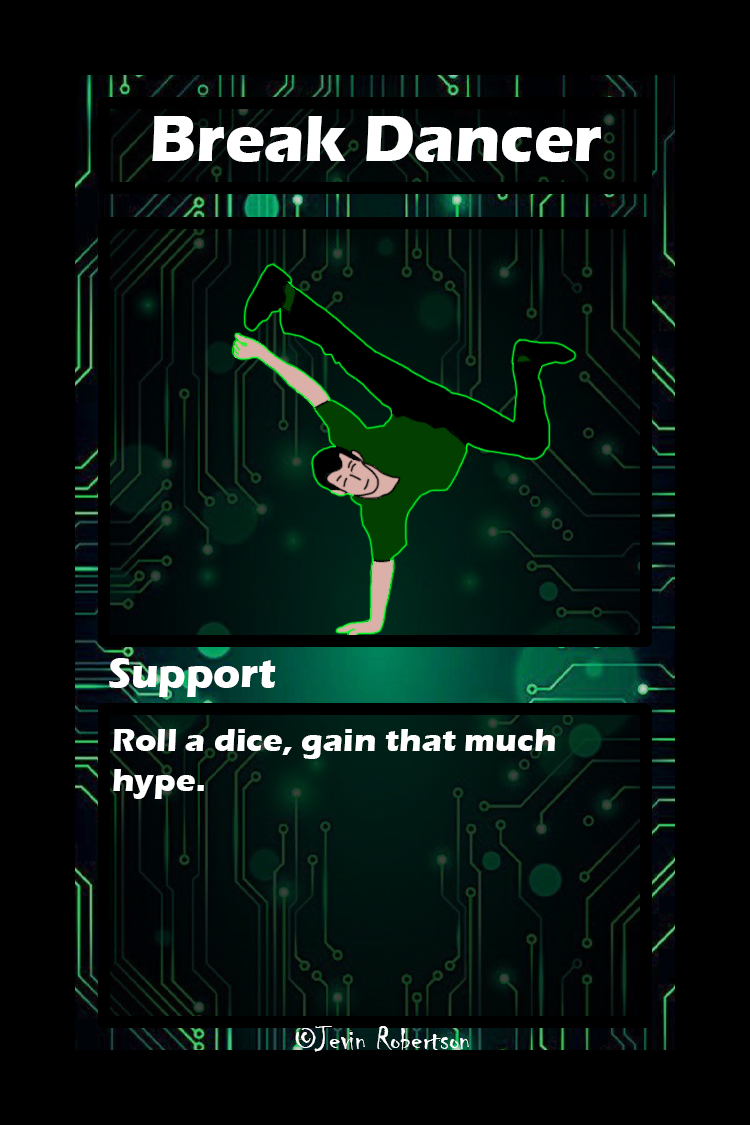 Break Dancer
Support
Roll a dice, gain that much
hype.
©Jevin Robertson